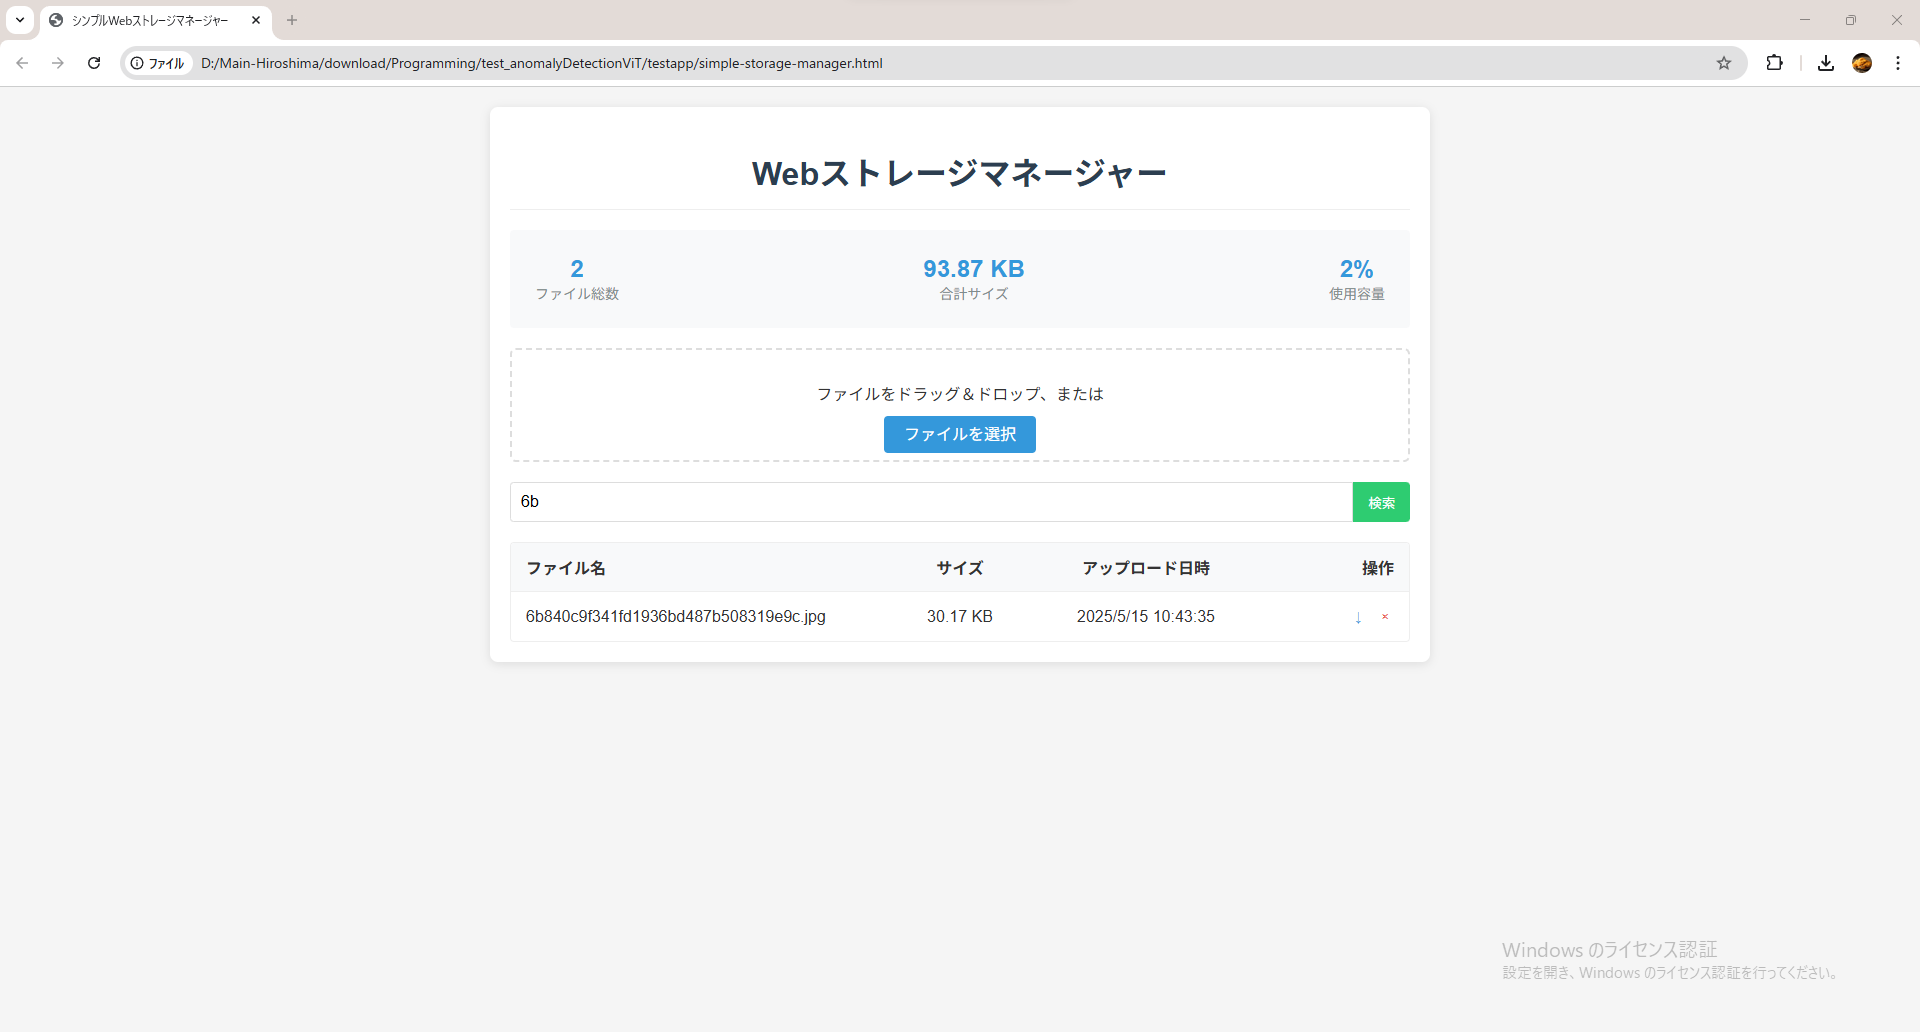 シンプルWebストレージマネージャー
ファイル
D:/Main-Hiroshima/download/Programming/test_anomalyDetectionViT/testapp/simple-storage-manager.html
Webストレージマネージャー
2
ファイル総数
93.87 KB
合計サイズ
2%
使用容量
ファイルをドラッグ＆ドロップ、または
ファイルを選択
6b
検索
ファイル名 サイズ アップロード日時 操作
6b840c9f341fd1936bd487b508319e9c.jpg 30.17 KB 2025/5/15 10:43:35 ↓ ×
Windows のライセンス認証
設定を開き、Windows のライセンス認証を行ってください。